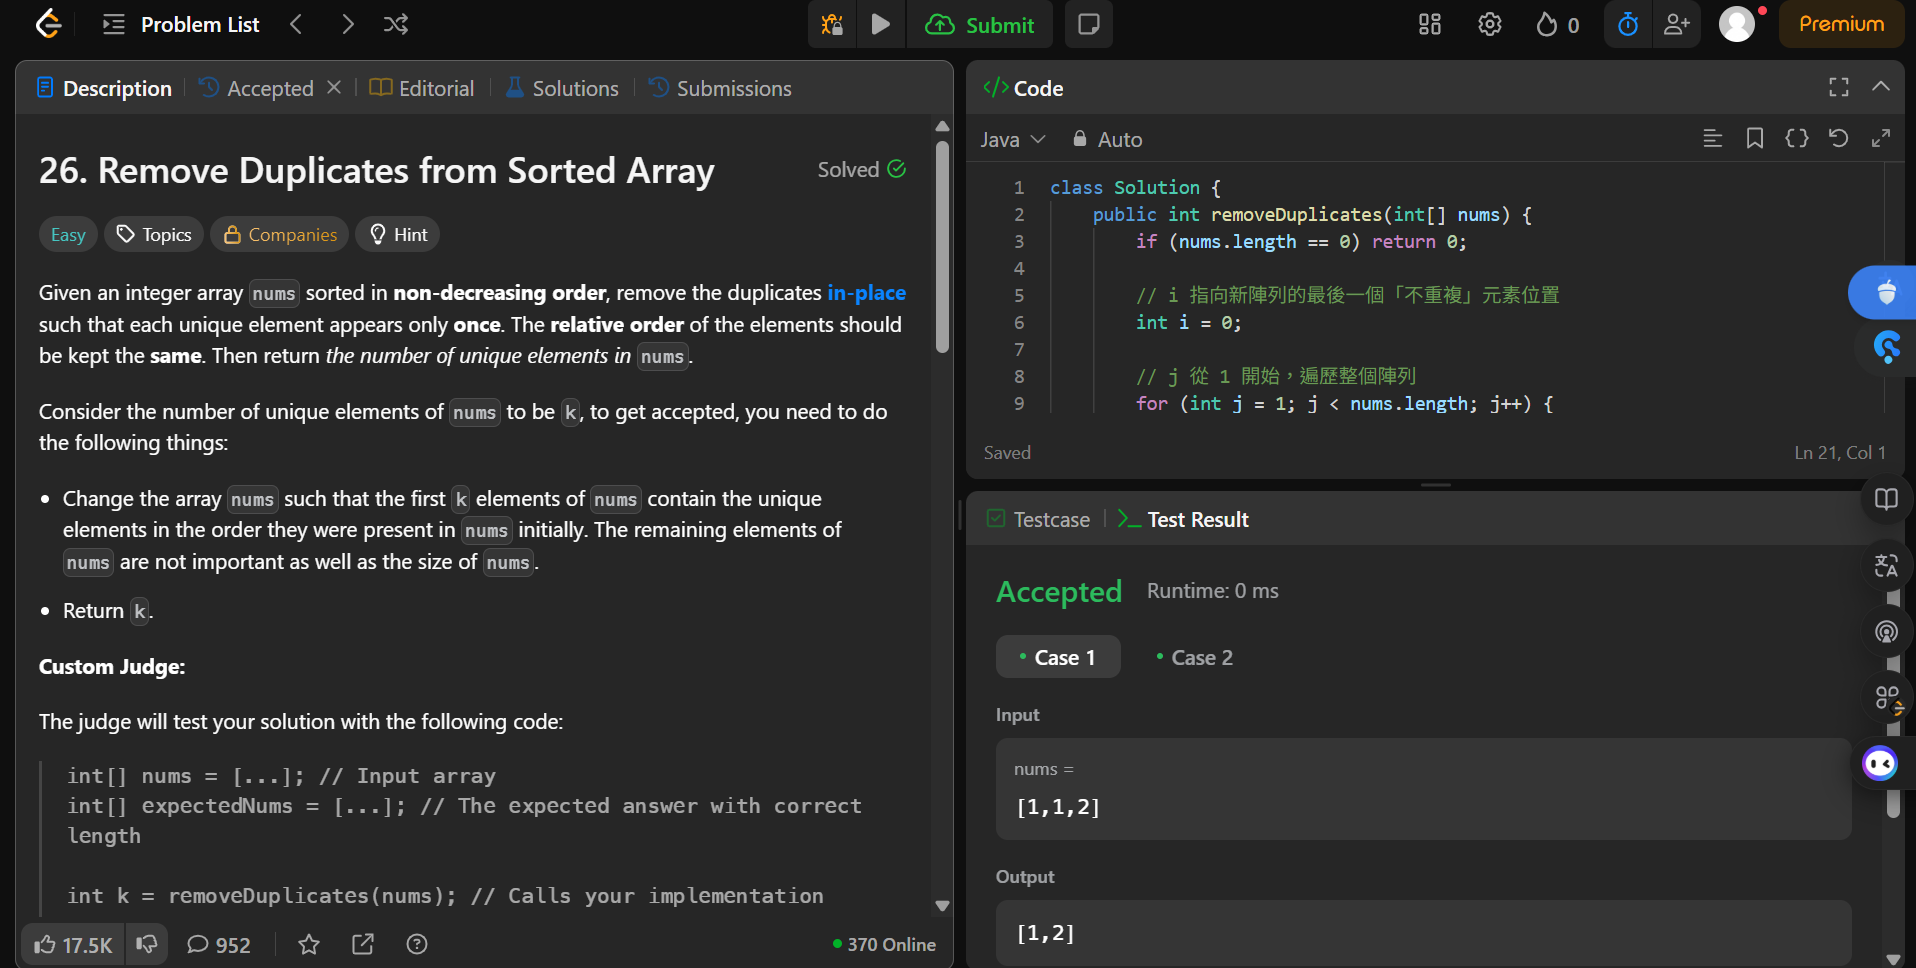 Problem List
Submit
0
Premium
Description
Accepted
Editorial
Solutions
Submissions
26. Remove Duplicates from Sorted Array
Solved
Easy
Topics
Companies
Hint
Given an integer array nums sorted in non-decreasing order, remove the duplicates in-place
such that each unique element appears only once. The relative order of the elements should
be kept the same. Then return the number of unique elements in nums.
Consider the number of unique elements of nums to be k, to get accepted, you need to do
the following things:
• Change the array nums such that the first k elements of nums contain the unique
elements in the order they were present in nums initially. The remaining elements of
nums are not important as well as the size of nums.
• Return k.
Custom Judge:
The judge will test your solution with the following code:
int[] nums = [...]; // Input array
int[] expectedNums = [...]; // The expected answer with correct
length
int k = removeDuplicates(nums); // Calls your implementation
17.5K
952
370 Online
</> Code
Java
Auto
1 class Solution {
2 public int removeDuplicates(int[] nums) {
3 if (nums.length == 0) return 0;
4
5 // i 指向新陣列的最後一個「不重複」元素位置
6 int i = 0;
7
8 // j 從 1 開始，遍歷整個陣列
9 for (int j = 1; j < nums.length; j++) {
Saved
Ln 21, Col 1
Testcase
Test Result
Accepted
Runtime: 0 ms
• Case 1
• Case 2
Input
nums =
[1,1,2]
Output
[1,2]